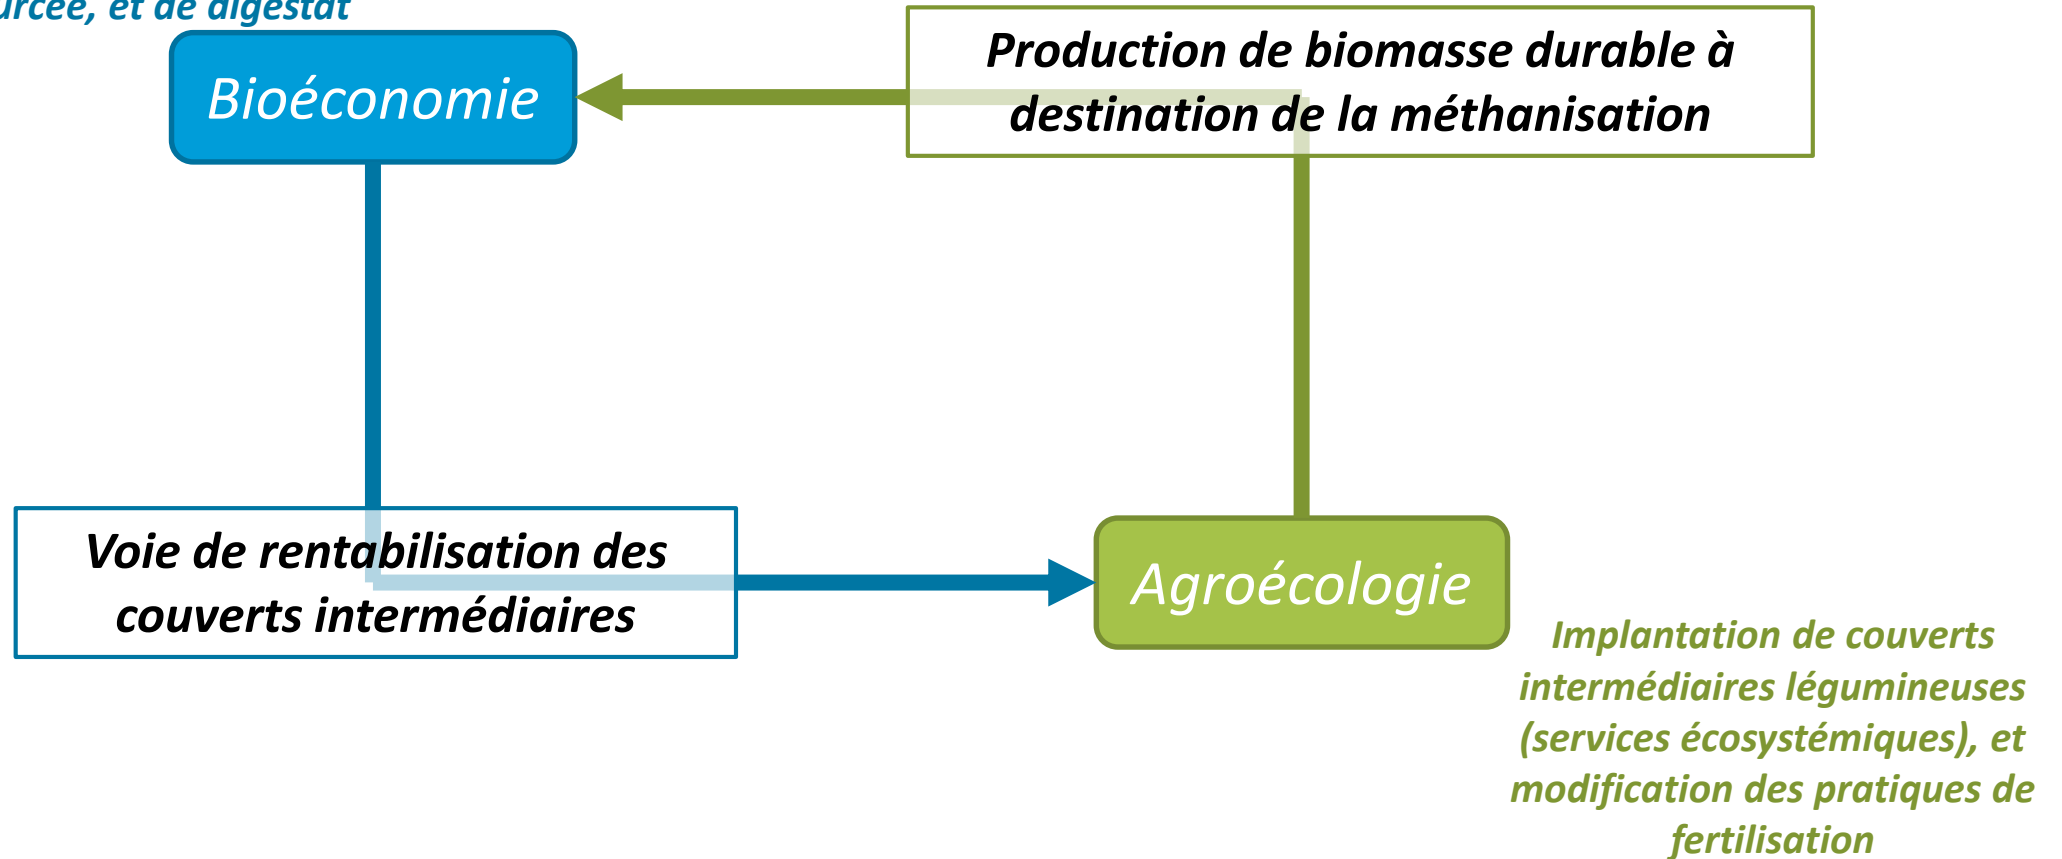 et de digestat
Bioéconomie
Production de biomasse durable à
destination de la méthanisation
Voie de rentabilisation des
couverts intermédiaires
Agroécologie
Implantation de couverts
intermédiaires légumineuses
(services écosystémiques), et
modification des pratiques de
fertilisation